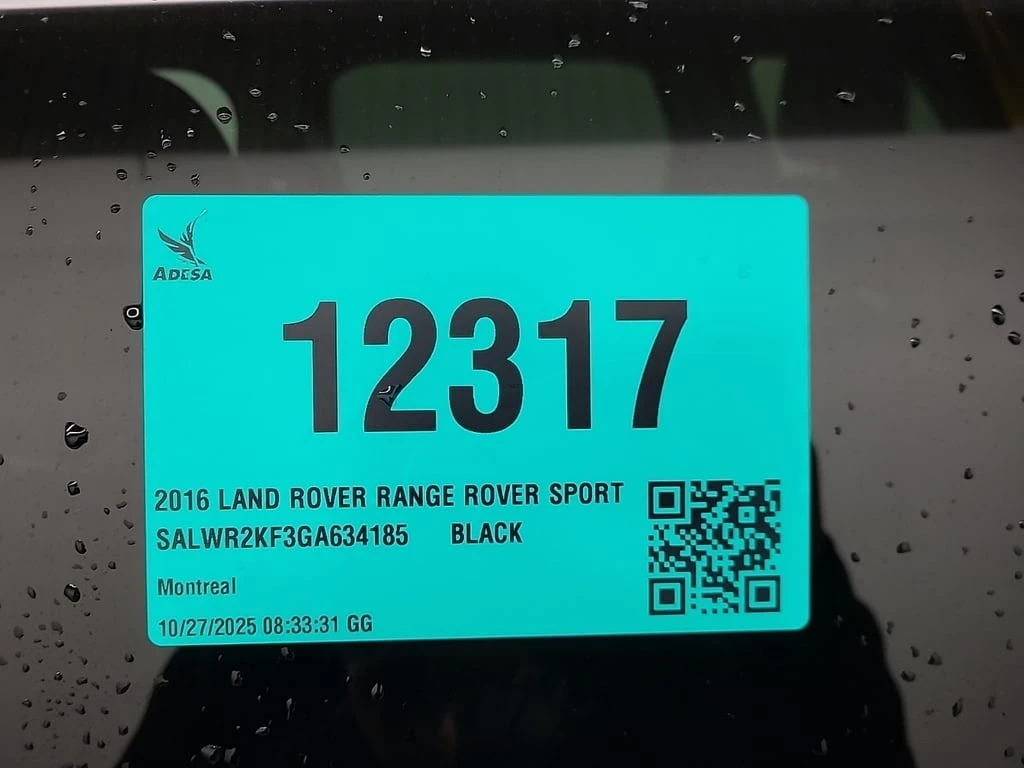 ADESA
12317
2016 LAND ROVER RANGE ROVER SPORT
SALWR2KF3GA634185 BLACK
Montreal
10/27/2025 08:33:31 GG